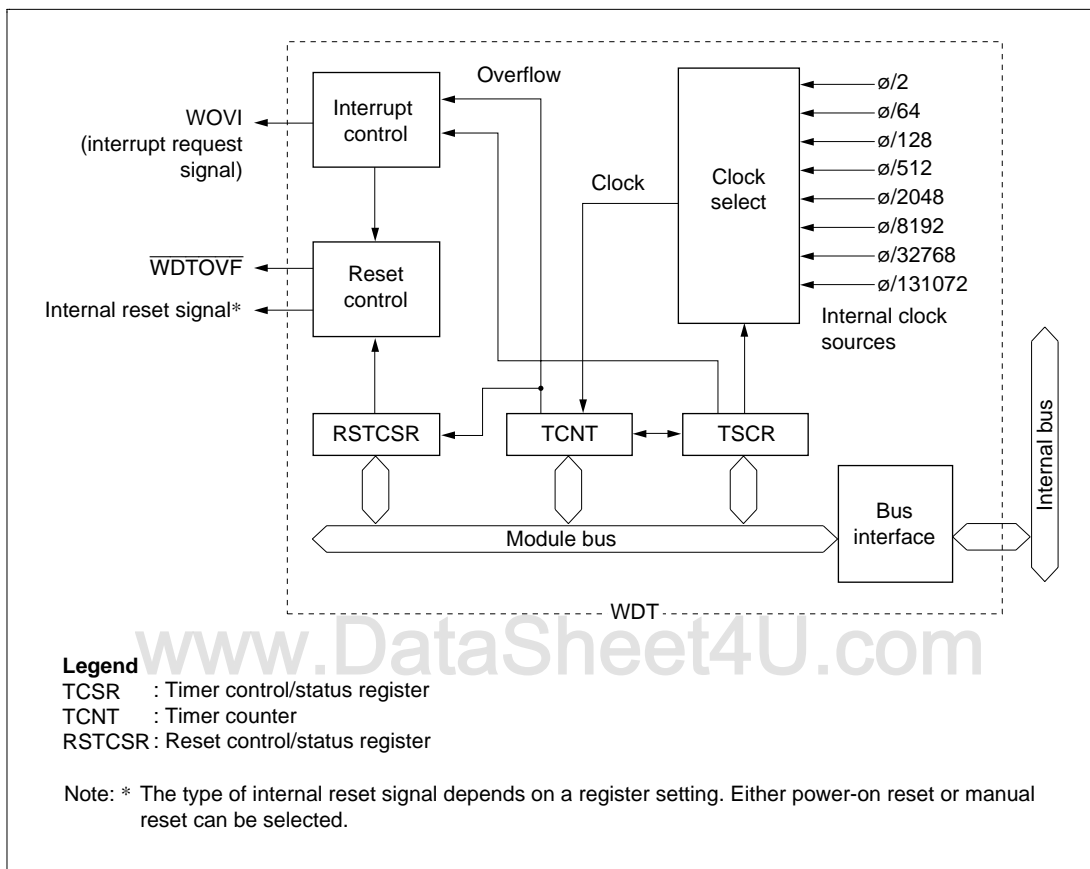 Overflow
Interrupt
control
WOVI
(interrupt request
signal)
Clock
Clock
select
ø/2
ø/64
ø/128
ø/512
ø/2048
ø/8192
ø/32768
ø/131072
Internal clock
sources
WDTOVF
Internal reset signal*
Reset
control
RSTCSR
TCNT
TSCR
Module bus
Bus
interface
Internal bus
WDT
www.DataSheet4U.com
Legend
TCSR : Timer control/status register
TCNT : Timer counter
RSTCSR : Reset control/status register
Note: * The type of internal reset signal depends on a register setting. Either power-on reset or manual
reset can be selected.